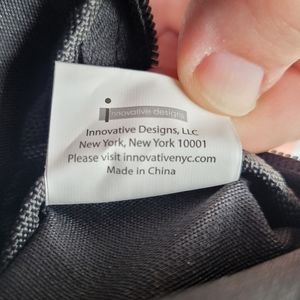 innovative designs
Innovative Designs, LLC
New York, New York 10001
Please visit innovativenyc.com
Made in China